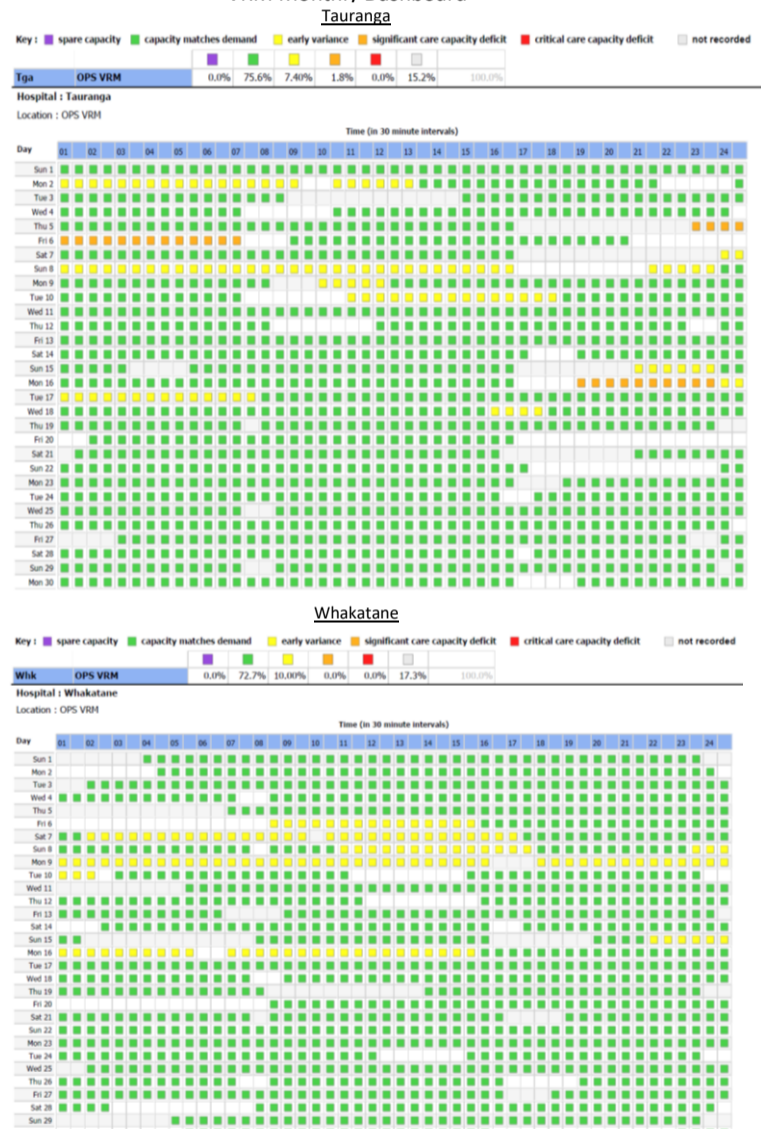 Tauranga
Key : spare capacity capacity matches demand early variance significant care capacity deficit critical care capacity deficit not recorded
Tga OPS VRM 0.0% 75.6% 7.40% 1.8% 0.0% 15.2% 100.0%
Hospital : Tauranga
Location : OPS VRM
Time (in 30 minute intervals)
Day 01 02 03 04 05 06 07 08 09 10 11 12 13 14 15 16 17 18 19 20 21 22 23 24
Sun 1
Mon 2
Tue 3
Wed 4
Thu 5
Fri 6
Sat 7
Sun 8
Mon 9
Tue 10
Wed 11
Thu 12
Fri 13
Sat 14
Sun 15
Mon 16
Tue 17
Wed 18
Thu 19
Fri 20
Sat 21
Sun 22
Mon 23
Tue 24
Wed 25
Thu 26
Fri 27
Sat 28
Sun 29
Mon 30
Whakatane
Key : spare capacity capacity matches demand early variance significant care capacity deficit critical care capacity deficit not recorded
Whk OPS VRM 0.0% 72.7% 10.00% 0.0% 0.0% 17.3% 100.0%
Hospital : Whakatane
Location : OPS VRM
Time (in 30 minute intervals)
Day 01 02 03 04 05 06 07 08 09 10 11 12 13 14 15 16 17 18 19 20 21 22 23 24
Sun 1
Mon 2
Tue 3
Wed 4
Thu 5
Fri 6
Sat 7
Sun 8
Mon 9
Tue 10
Wed 11
Thu 12
Fri 13
Sat 14
Sun 15
Mon 16
Tue 17
Wed 18
Thu 19
Fri 20
Sat 21
Sun 22
Mon 23
Tue 24
Wed 25
Thu 26
Fri 27
Sat 28
Sun 29